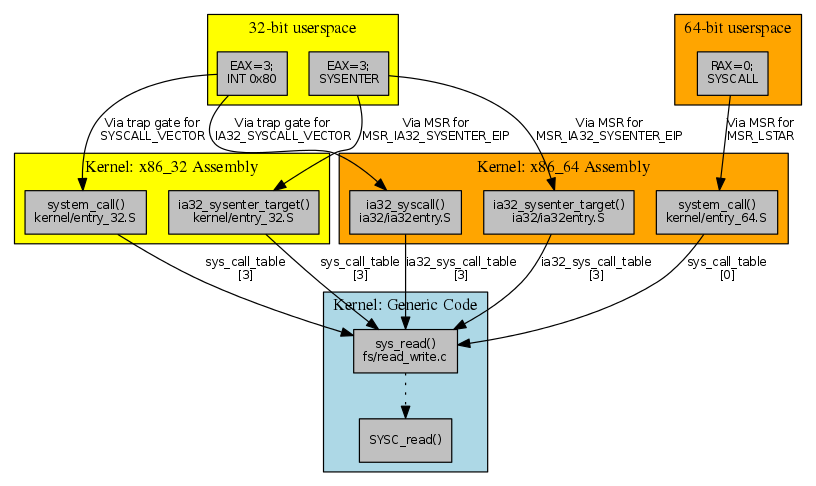 32-bit userspace
64-bit userspace
EAX=3;
INT 0x80
EAX=3;
SYSENTER
RAX=0;
SYSCALL
Via trap gate for
SYSCALL_VECTOR
Via trap gate for
IA32_SYSCALL_VECTOR
Via MSR for
MSR_IA32_SYSENTER_EIP
Via MSR for
MSR_IA32_SYSENTER_EIP
Via MSR for
MSR_LSTAR
Kernel: x86_32 Assembly
Kernel: x86_64 Assembly
system_call()
kernel/entry_32.S
ia32_sysenter_target()
kernel/entry_32.S
ia32_syscall()
ia32/ia32entry.S
ia32_sysenter_target()
ia32/ia32entry.S
system_call()
kernel/entry_64.S
sys_call_table
[3]
sys_call_table
[3]
ia32_sys_call_table
[3]
ia32_sys_call_table
[3]
sys_call_table
[0]
Kernel: Generic Code
sys_read()
fs/read_write.c
SYSC_read()